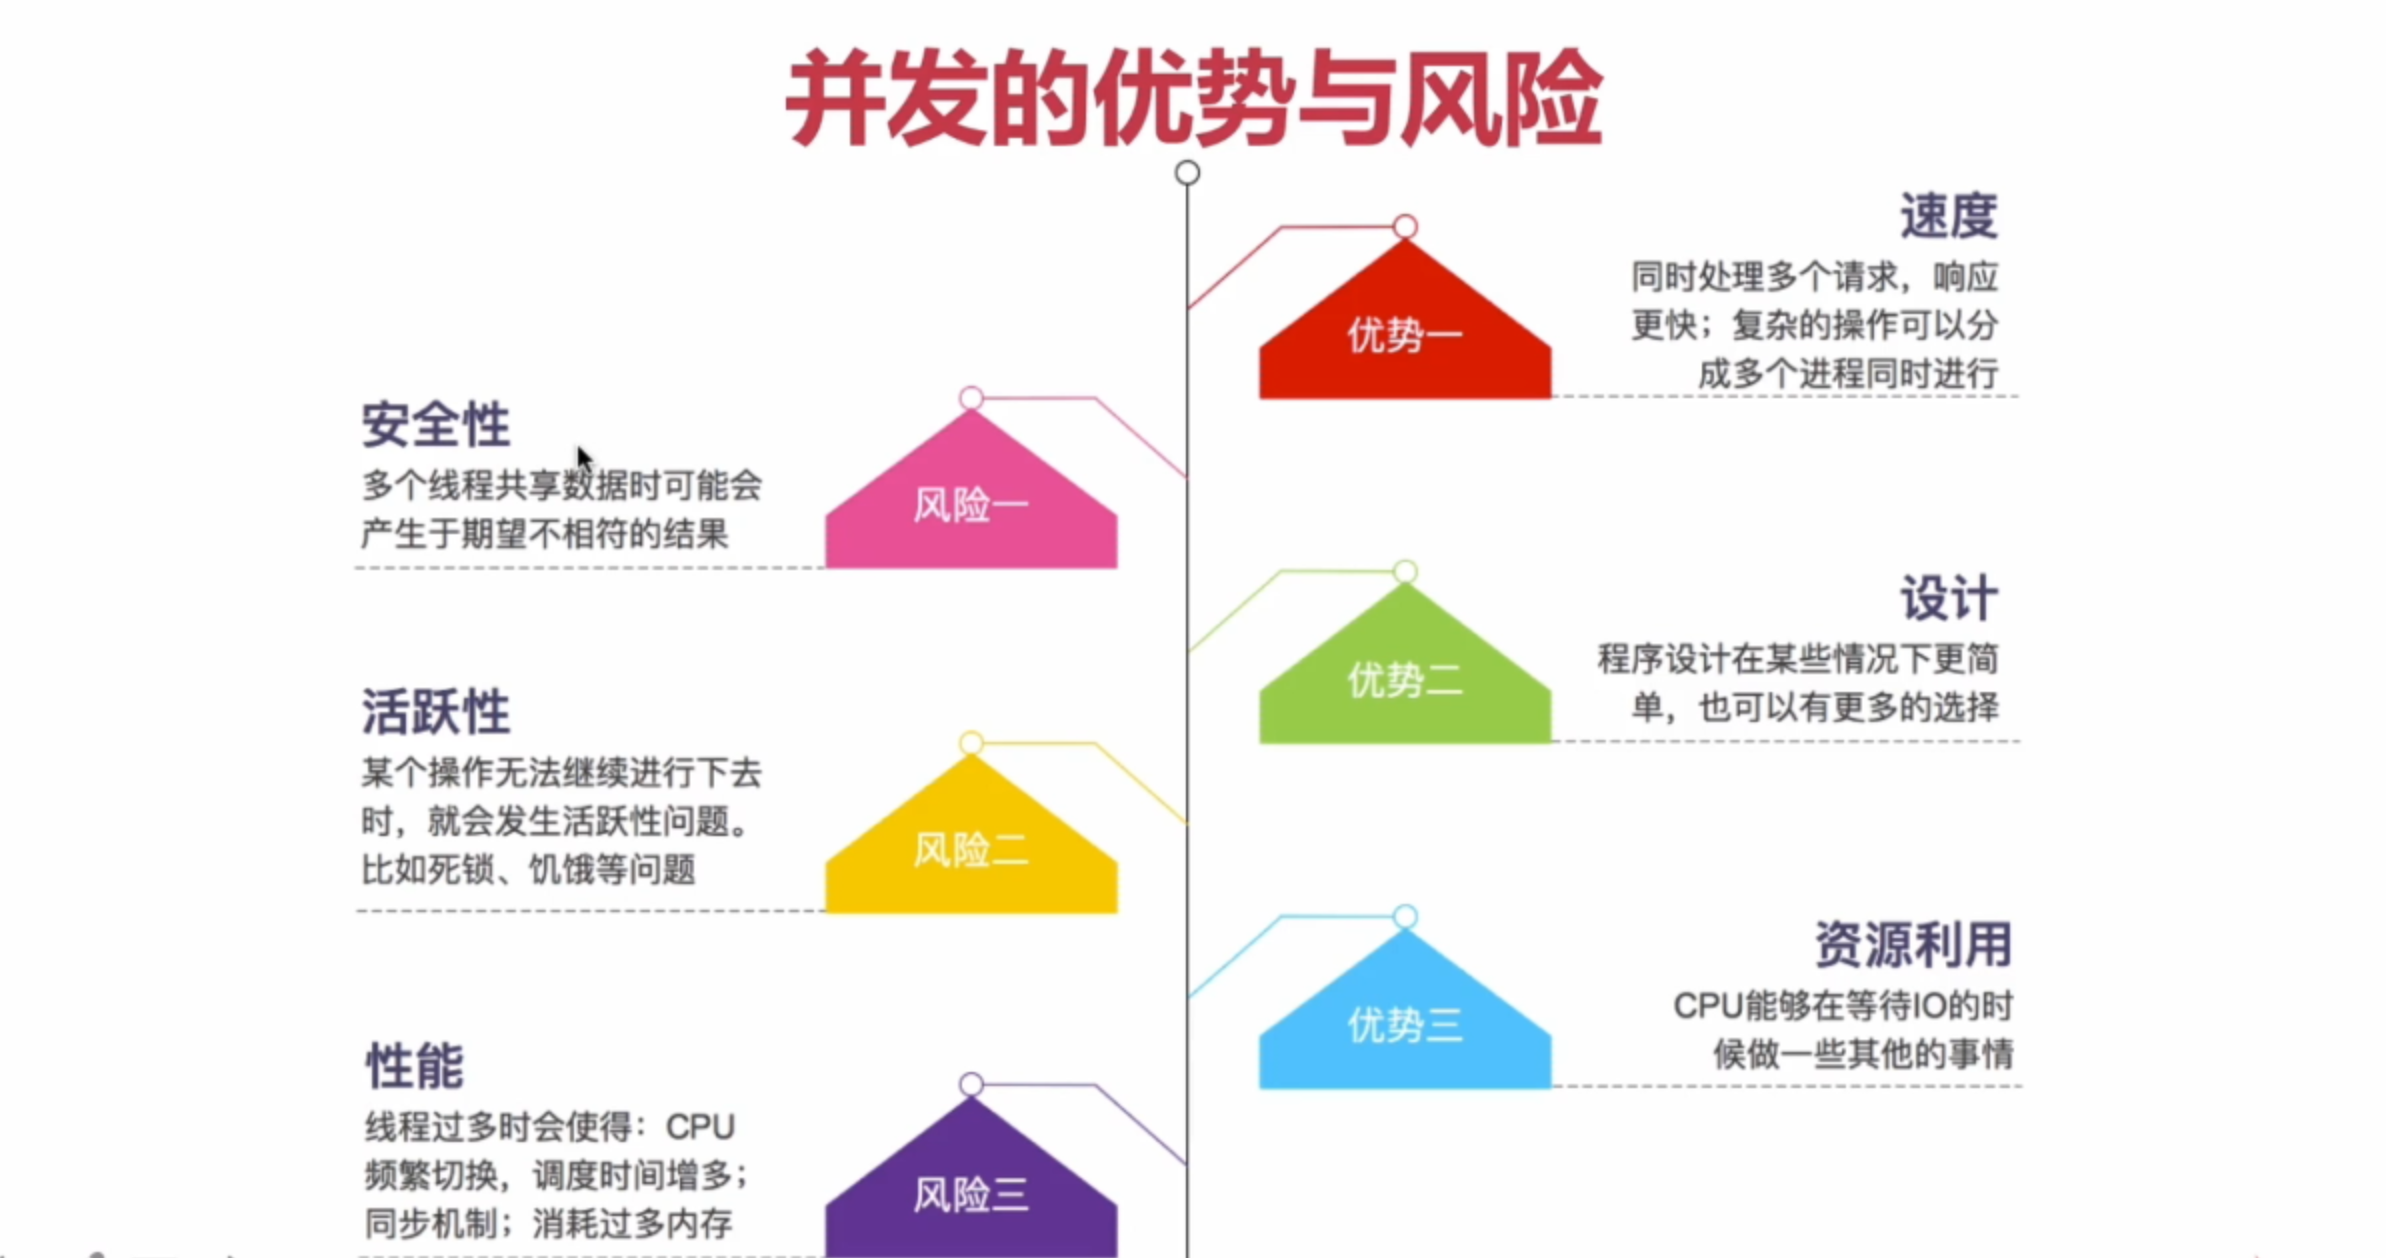 并发的优势与风险
速度
同时处理多个请求，响应
更快；复杂的操作可以分
成多个进程同时进行
优势一
安全性
多个线程共享数据时可能会
产生于期望不相符的结果
风险一
设计
程序设计在某些情况下更简
单，也可以有更多的选择
优势二
活跃性
某个操作无法继续进行下去
时，就会发生活跃性问题。
比如死锁、饥饿等问题
风险二
资源利用
CPU能够在等待IO的时
候做一些其他的事情
优势三
性能
线程过多时会使得：CPU
频繁切换，调度时间增多；
同步机制；消耗过多内存
风险三